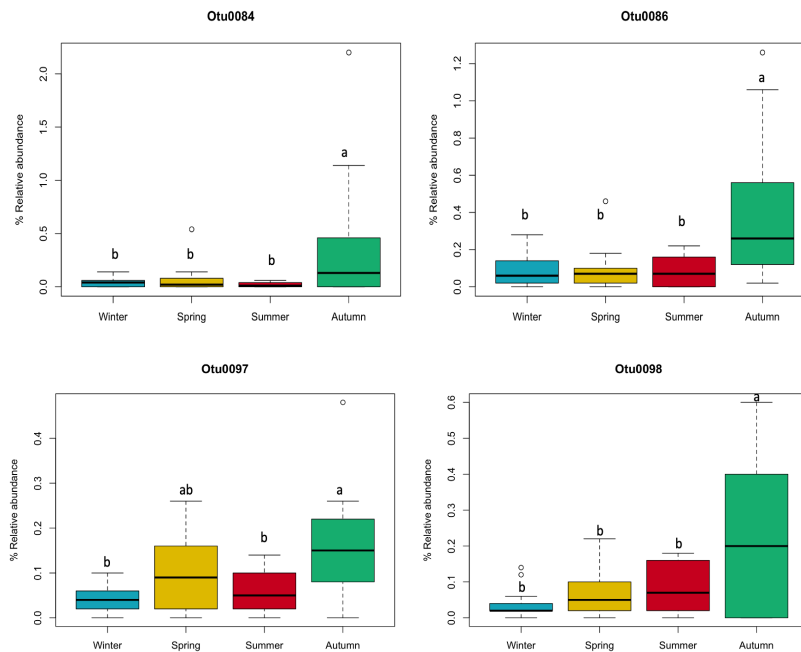 Otu0084
% Relative abundance
2.0
1.5
1.0
0.5
0.0
b
b
b
a
Winter Spring Summer Autumn
Otu0086
% Relative abundance
1.2
1.0
0.8
0.6
0.4
0.2
0.0
b
b
b
a
Winter Spring Summer Autumn
Otu0097
% Relative abundance
0.4
0.3
0.2
0.1
0.0
b
ab
b
a
Winter Spring Summer Autumn
Otu0098
% Relative abundance
0.6
0.5
0.4
0.3
0.2
0.1
0.0
b
b
b
a
Winter Spring Summer Autumn